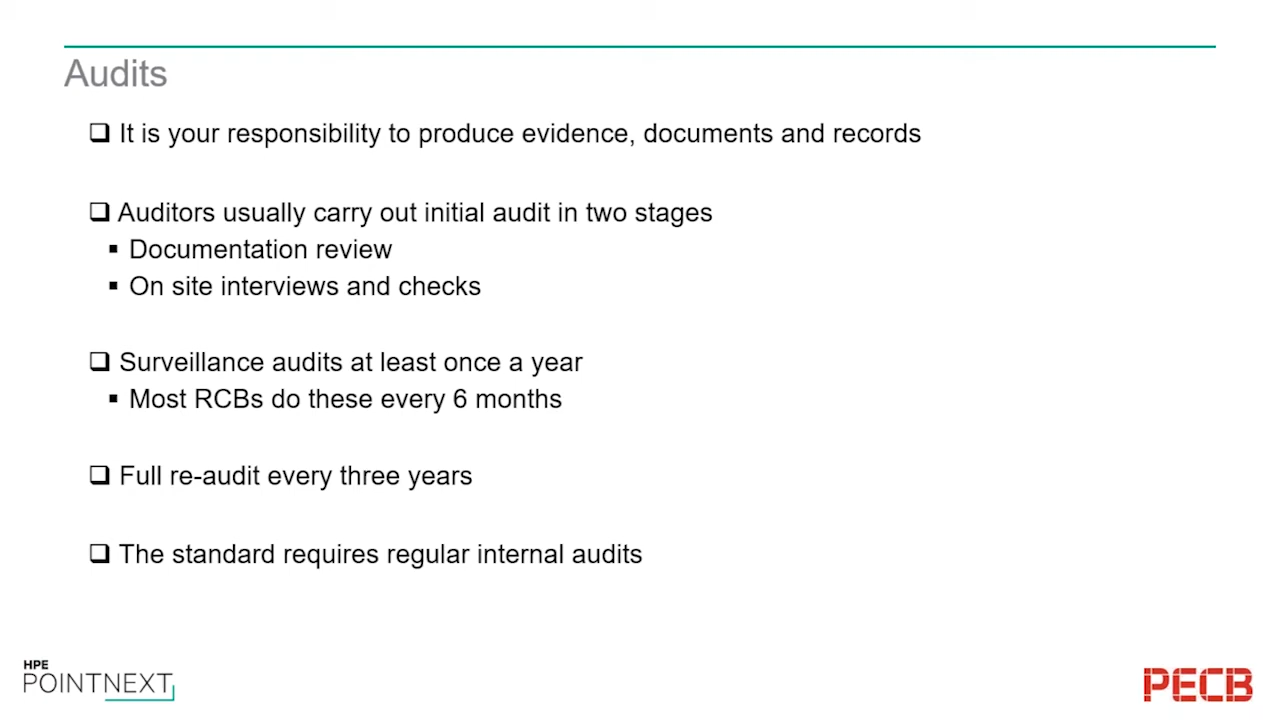 Audits
It is your responsibility to produce evidence, documents and records
Auditors usually carry out initial audit in two stages
Documentation review
On site interviews and checks
Surveillance audits at least once a year
Most RCBs do these every 6 months
Full re-audit every three years
The standard requires regular internal audits
HPE
POINTNEXT
PECB